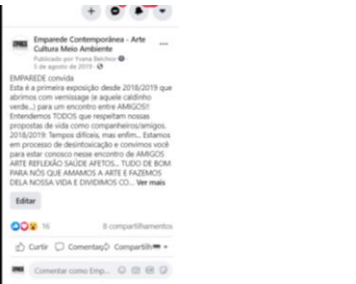 Emparede Contemporânea - Arte
Cultura Meio Ambiente
Publicado por Yvana Belchior
5 de agosto de 2019
EMPAREDE convida
Esta é a primeira exposição desde 2018/2019 que
abrimos com vernissage (e aquele caldinho
verde...) para um encontro entre AMIGOS!!
Entendemos TODOS que respeitam nossas
propostas de vida como companheiros/amigos.
2018/2019: Tempos difíceis, mas enfim... Estamos
em processo de desintoxicação e convimos você
para estar conosco nesse encontro de AMIGOS
ARTE REFLEXÃO SAÚDE AFETOS... TUDO DE BOM
PARA NÓS QUE AMAMOS A ARTE E FAZEMOS
DELA NOSSA VIDA E DIVIDIMOS CO... Ver mais
Editar
16 8 compartilhamentos
Curtir Comentação Compartilh
Comentar como Emp...